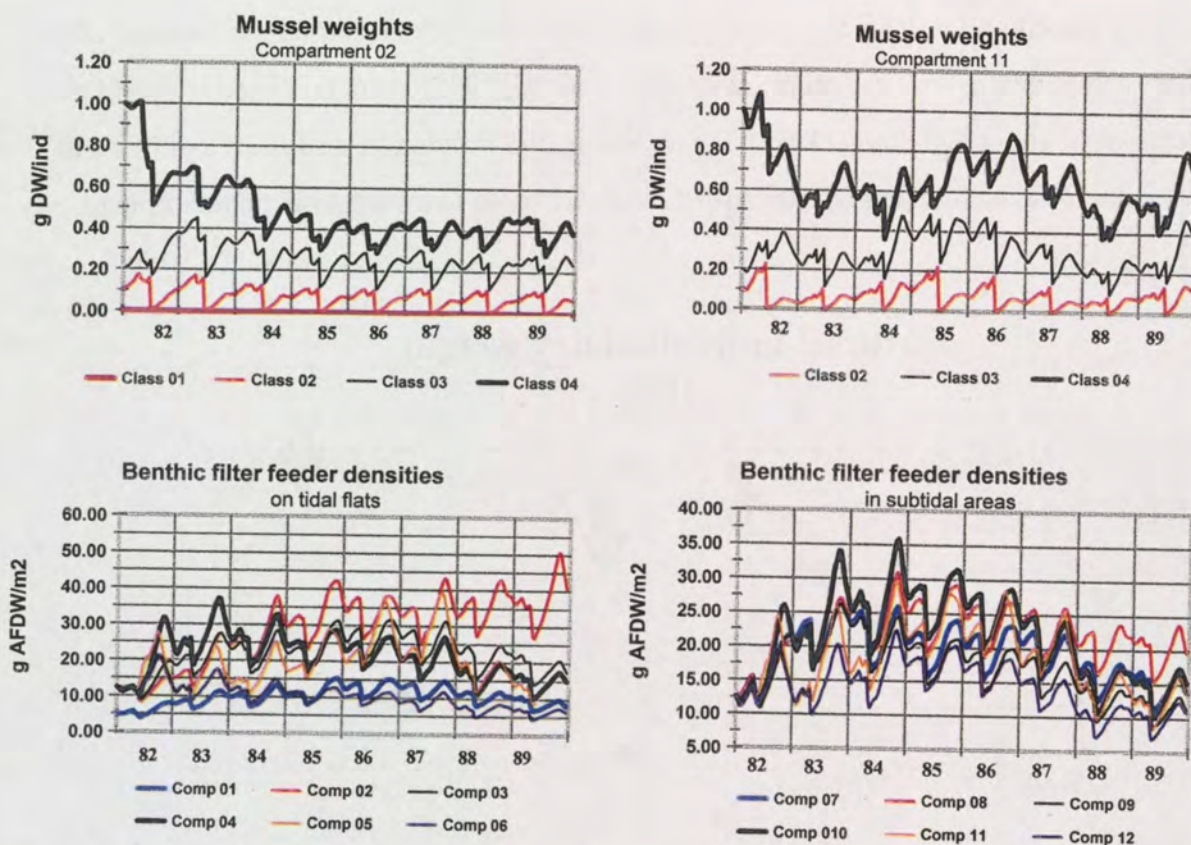 Mussel weights
Compartment 02
g DW/ind
1.20
1.00
0.80
0.60
0.40
0.20
0.00
82 83 84 85 86 87 88 89
Class 01 Class 02 Class 03 Class 04
Mussel weights
Compartment 11
g DW/ind
1.20
1.00
0.80
0.60
0.40
0.20
0.00
82 83 84 85 86 87 88 89
Class 02 Class 03 Class 04
Benthic filter feeder densities
on tidal flats
g AFDW/m2
60.00
50.00
40.00
30.00
20.00
10.00
0.00
82 83 84 85 86 87 88 89
Comp 01 Comp 02 Comp 03
Comp 04 Comp 05 Comp 06
Benthic filter feeder densities
in subtidal areas
g AFDW/m2
40.00
35.00
30.00
25.00
20.00
15.00
10.00
5.00
82 83 84 85 86 87 88 89
Comp 07 Comp 08 Comp 09
Comp 010 Comp 11 Comp 12